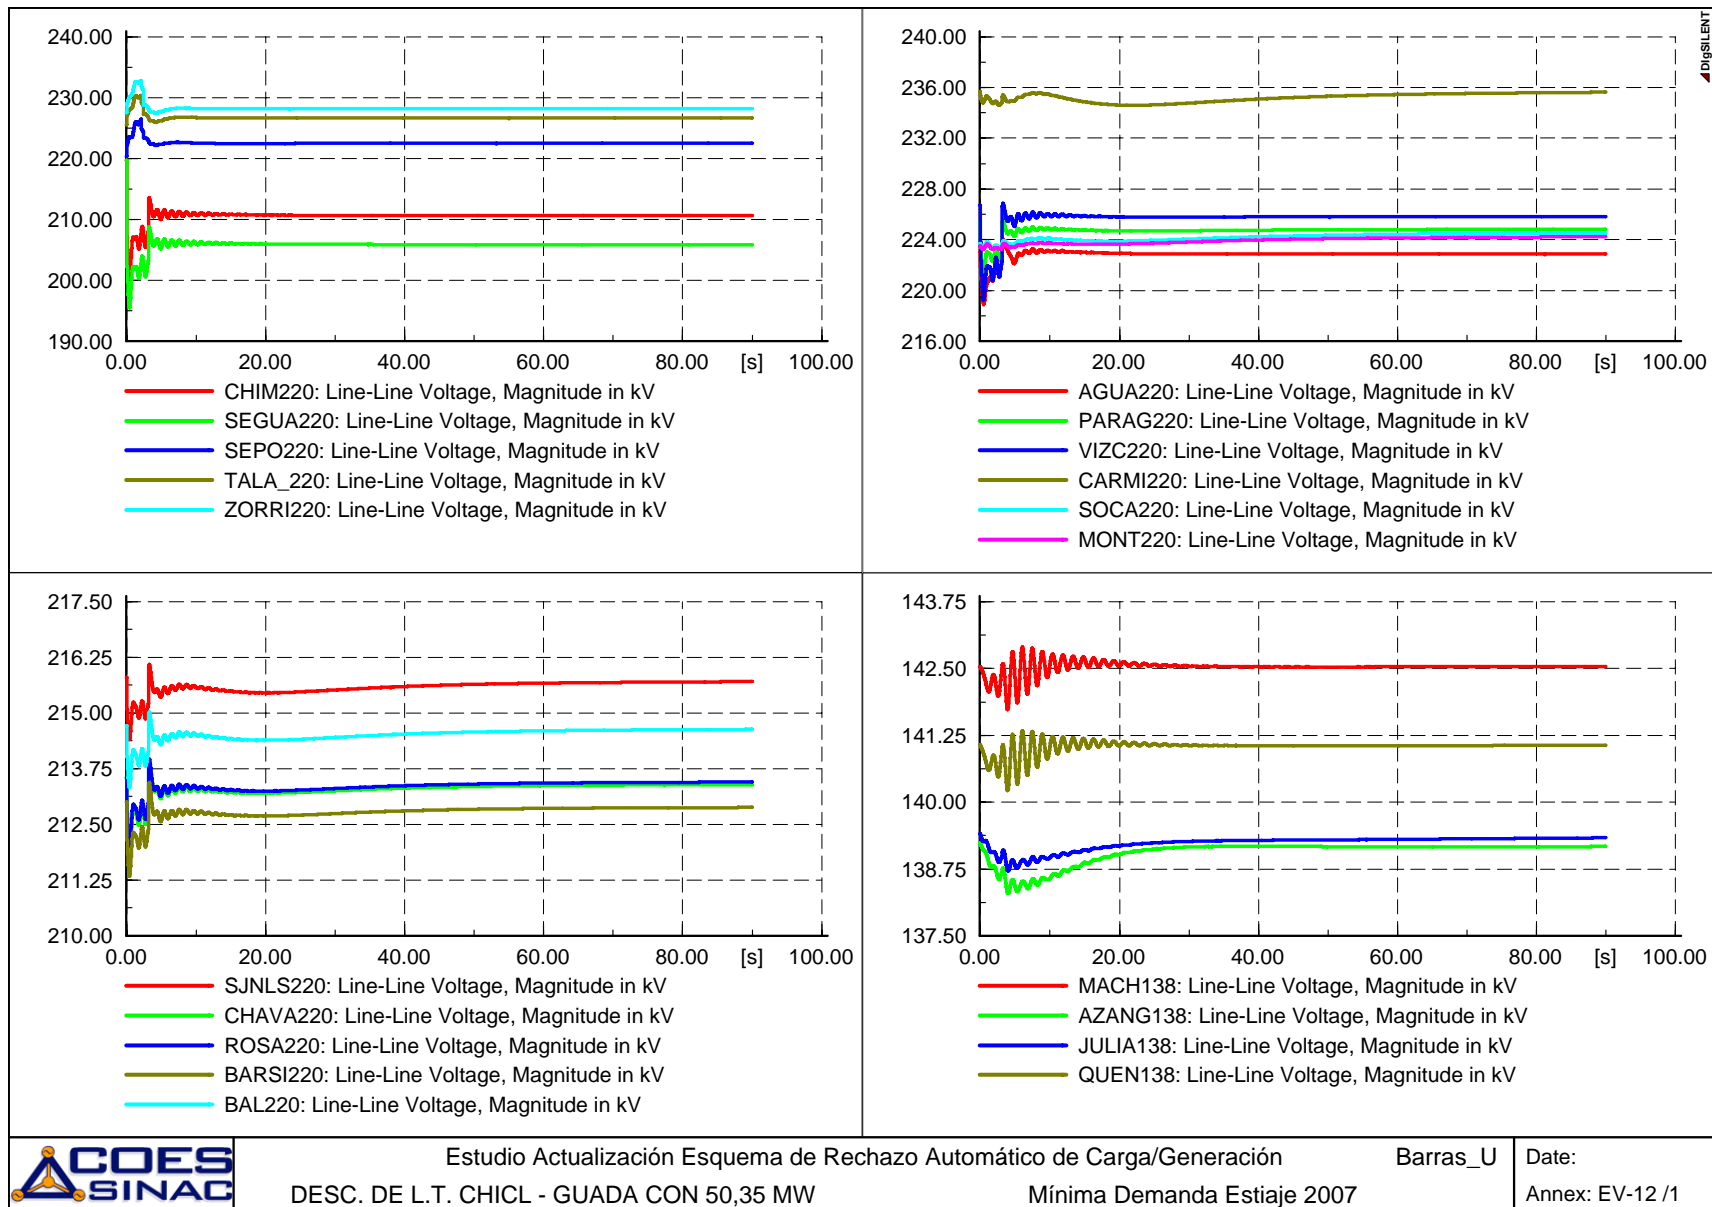 DIgSILENT
240.00
230.00
220.00
210.00
200.00
190.00
0.00 20.00 40.00 60.00 80.00 [s] 100.00
CHIM220: Line-Line Voltage, Magnitude in kV
SEGUA220: Line-Line Voltage, Magnitude in kV
SEPO220: Line-Line Voltage, Magnitude in kV
TALA_220: Line-Line Voltage, Magnitude in kV
ZORRI220: Line-Line Voltage, Magnitude in kV
240.00
236.00
232.00
228.00
224.00
220.00
216.00
0.00 20.00 40.00 60.00 80.00 [s] 100.00
AGUA220: Line-Line Voltage, Magnitude in kV
PARAG220: Line-Line Voltage, Magnitude in kV
VIZC220: Line-Line Voltage, Magnitude in kV
CARMI220: Line-Line Voltage, Magnitude in kV
SOCA220: Line-Line Voltage, Magnitude in kV
MONT220: Line-Line Voltage, Magnitude in kV
217.50
216.25
215.00
213.75
212.50
211.25
210.00
0.00 20.00 40.00 60.00 80.00 [s] 100.00
SJNLS220: Line-Line Voltage, Magnitude in kV
CHAVA220: Line-Line Voltage, Magnitude in kV
ROSA220: Line-Line Voltage, Magnitude in kV
BARSI220: Line-Line Voltage, Magnitude in kV
BAL220: Line-Line Voltage, Magnitude in kV
143.75
142.50
141.25
140.00
138.75
137.50
0.00 20.00 40.00 60.00 80.00 [s] 100.00
MACH138: Line-Line Voltage, Magnitude in kV
AZANG138: Line-Line Voltage, Magnitude in kV
JULIA138: Line-Line Voltage, Magnitude in kV
QUEN138: Line-Line Voltage, Magnitude in kV
COES
SINAC
Estudio Actualización Esquema de Rechazo Automático de Carga/Generación Barras_U
DESC. DE L.T. CHICL - GUADA CON 50,35 MW Mínima Demanda Estiaje 2007
Date:
Annex: EV-12 /1